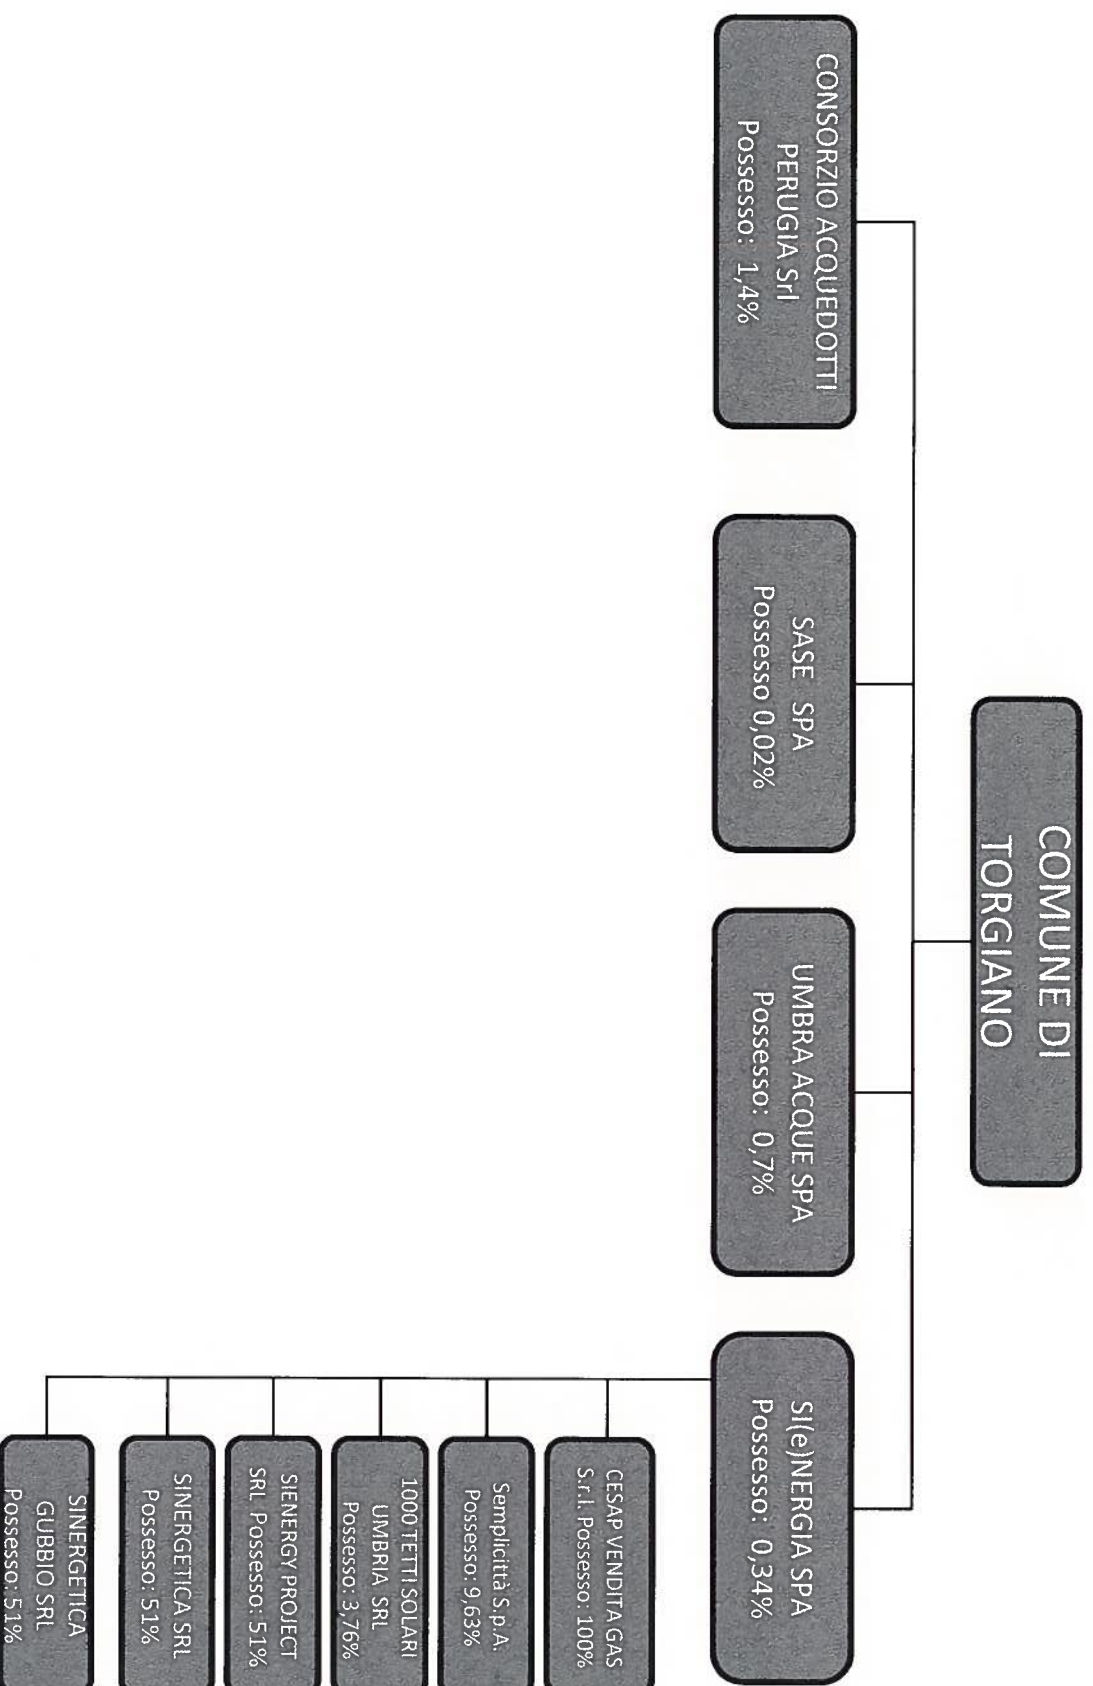 COMUNE DI
TORGIANO
CONSORZIO ACQUEDOTTI
PERUGIA Srl
Possesso: 1,4%
SASE SPA
Possesso 0,02%
UMBRA ACQUE SPA
Possesso: 0,7%
SI(e)NERGIA SPA
Possesso: 0,34%
CESAP VENDITA GAS
S.r.l. Possesso: 100%
Semplicittà S.p.A.
Possesso: 9,63%
1000 TETTI SOLARI
UMBRIA SRL
Possesso: 3,76%
SIENERGY PROJECT
SRL Possesso: 51%
SINERGETICA SRL
Possesso: 51%
SINERGETICA
GUBBIO SRL
Possesso: 51%